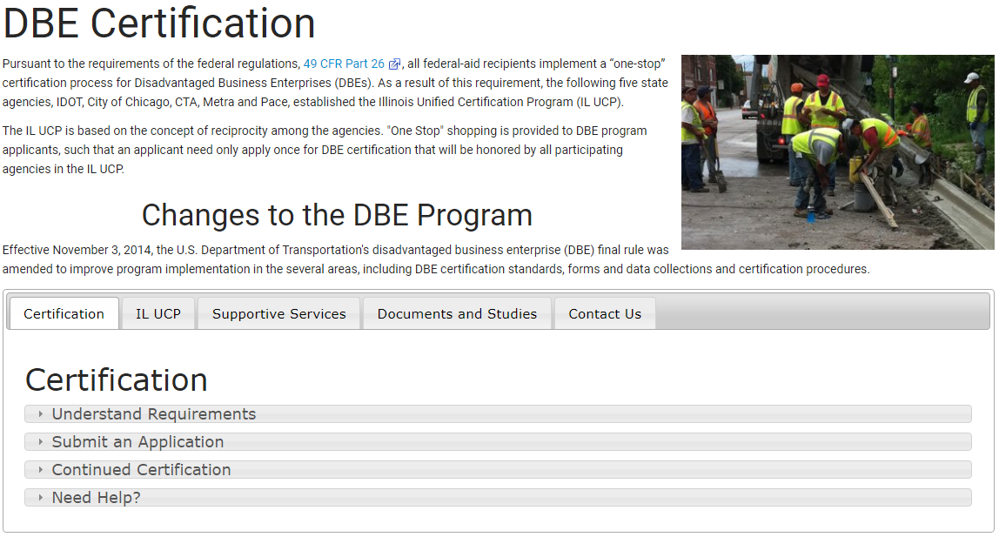 DBE Certification
Pursuant to the requirements of the federal regulations, 49 CFR Part 26, all federal-aid recipients implement a “one-stop”
certification process for Disadvantaged Business Enterprises (DBEs). As a result of this requirement, the following five state
agencies, IDOT, City of Chicago, CTA, Metra and Pace, established the Illinois Unified Certification Program (IL UCP).
The IL UCP is based on the concept of reciprocity among the agencies. "One Stop" shopping is provided to DBE program
applicants, such that an applicant need only apply once for DBE certification that will be honored by all participating
agencies in the IL UCP.
Changes to the DBE Program
Effective November 3, 2014, the U.S. Department of Transportation's disadvantaged business enterprise (DBE) final rule was
amended to improve program implementation in the several areas, including DBE certification standards, forms and data collections and certification procedures.
Certification IL UCP Supportive Services Documents and Studies Contact Us
Certification
Understand Requirements
Submit an Application
Continued Certification
Need Help?